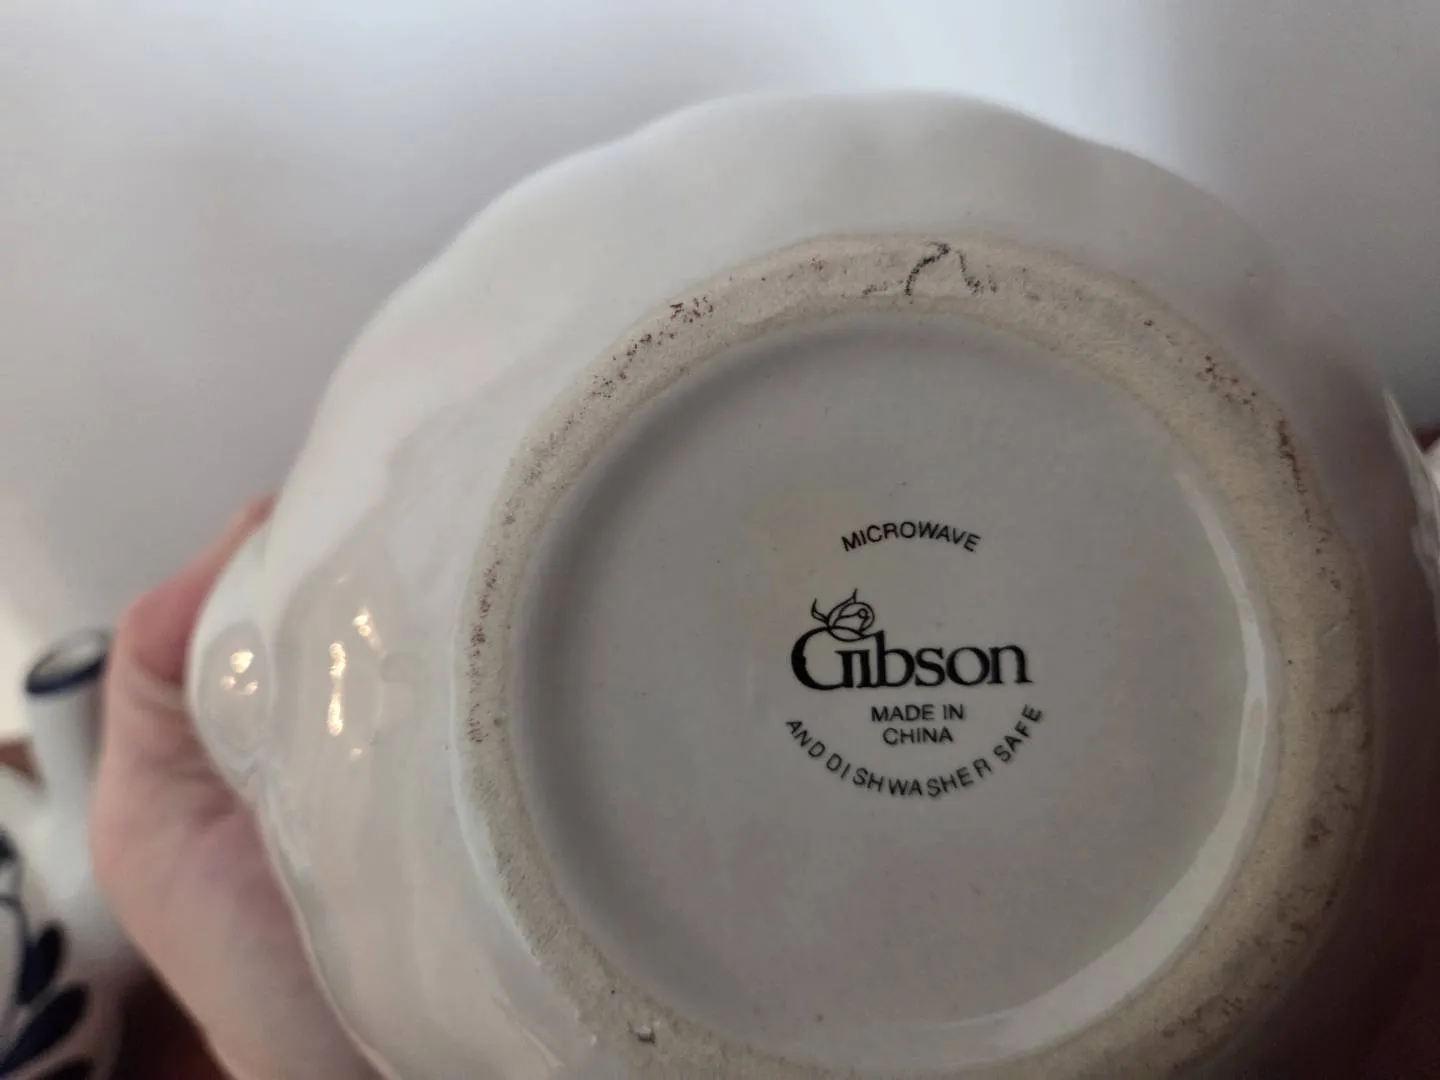 MICROWAVE
Gibson
MADE IN
CHINA
AND DISHWASHER SAFE